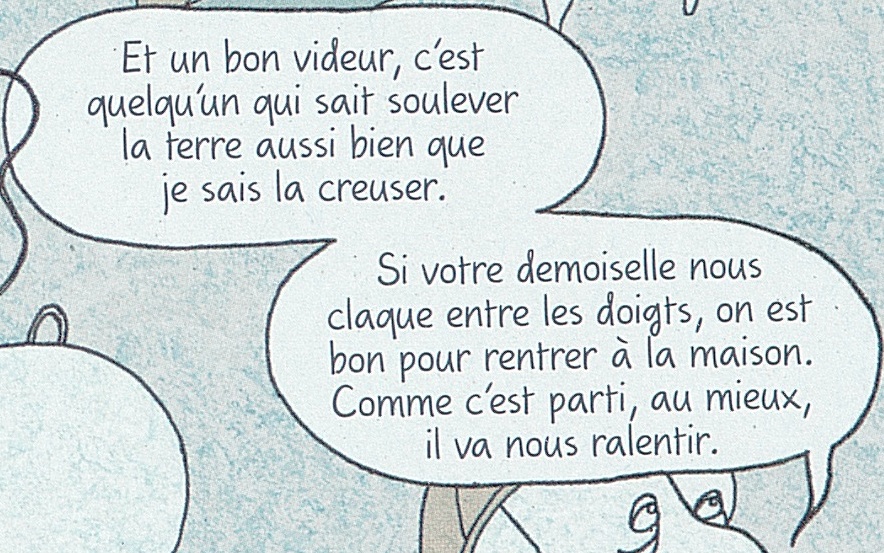 Et un bon videur, c'est
quelqu'un qui sait soulever
la terre aussi bien que
je sais la creuser.
Si votre demoiselle nous
claque entre les doigts, on est
bon pour rentrer à la maison.
Comme c'est parti, au mieux,
il va nous ralentir.